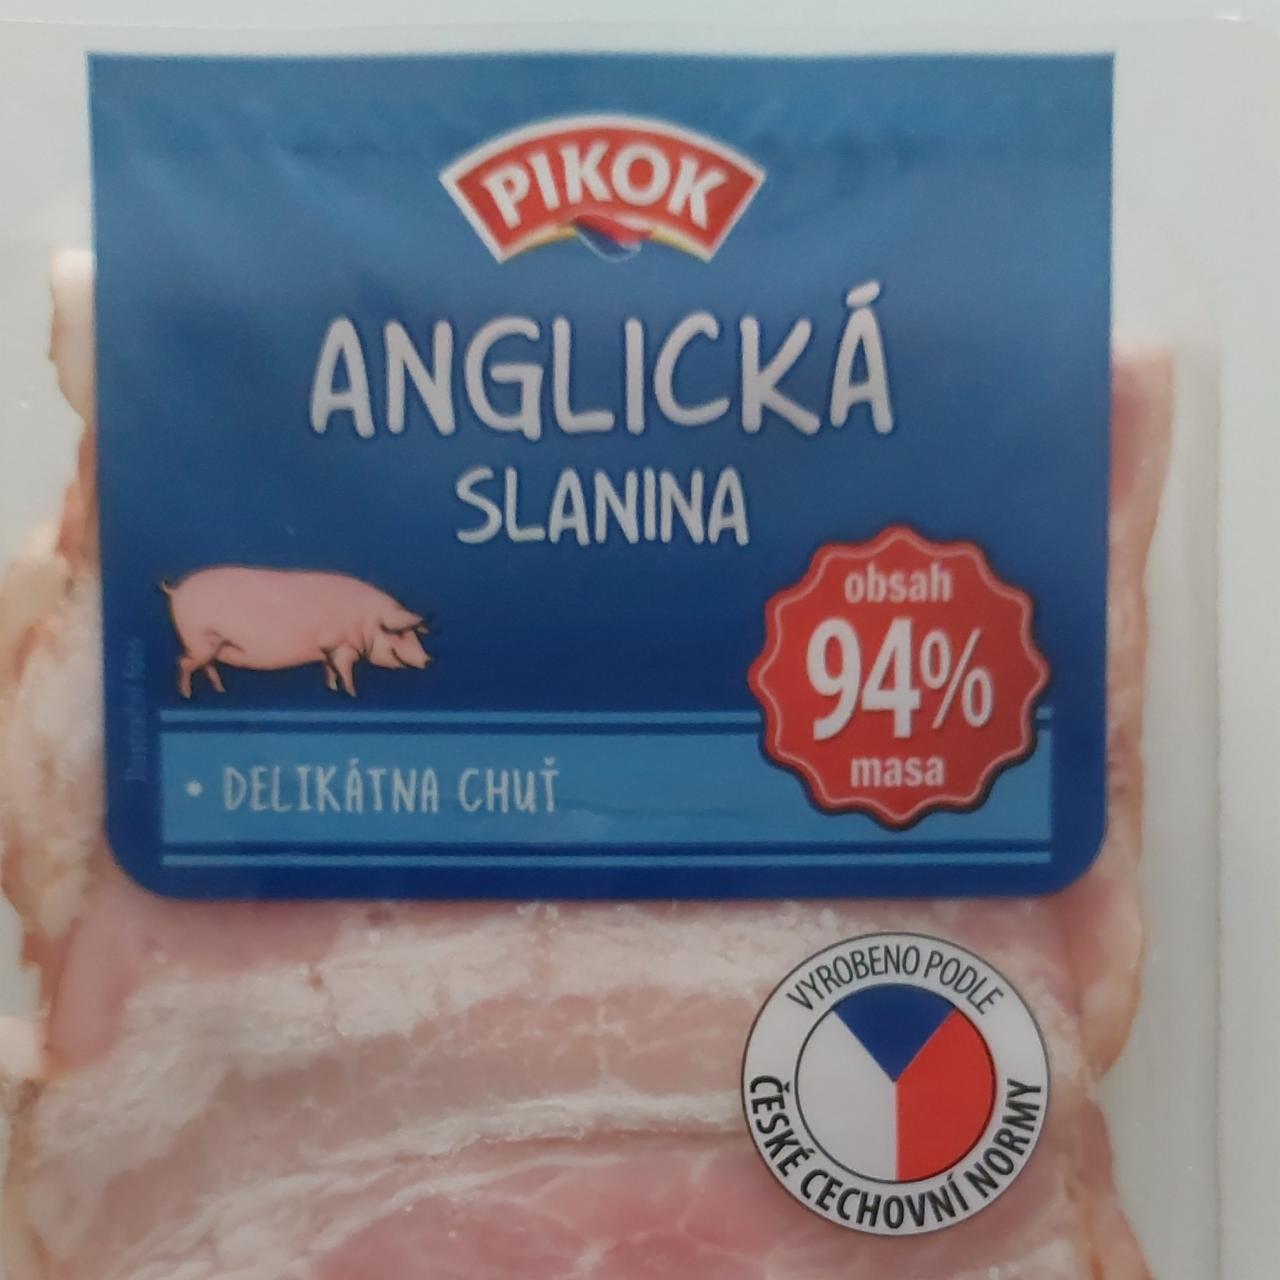 PIKOK
ANGLICKÁ
SLANINA
obsah
94%
masa
• DELIKÁTNA CHUŤ
VYROBENO PODLE
ČESKÉ CECHOVNÍ NORMY